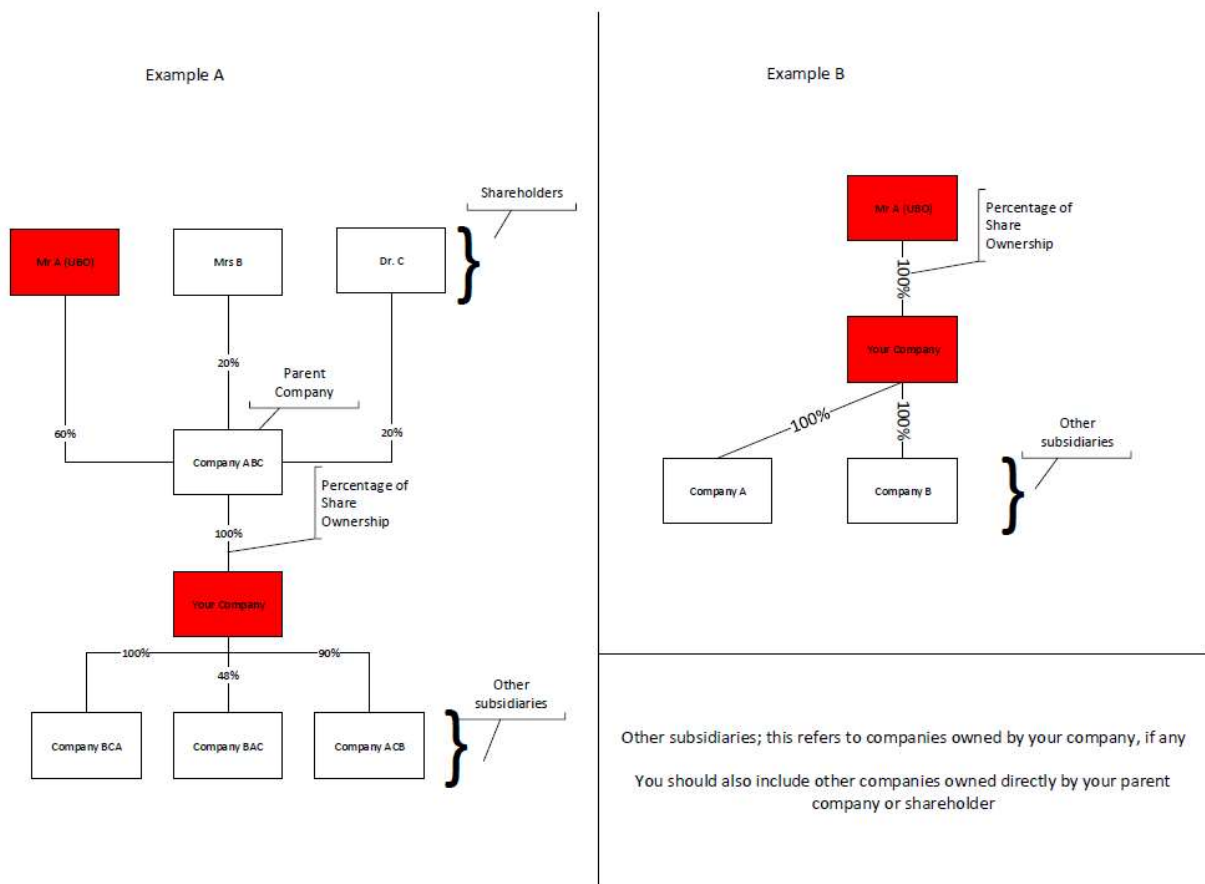 Example A
Shareholders
Mr A (UBO)
Mrs B
Dr. C
20%
Parent
Company
60%
20%
Company ABC
Percentage of
Share
Ownership
100%
Your Company
100%
90%
48%
Other
subsidiaries
Company BCA
Company BAC
Company ACB
Example B
Mr A (UBO)
Percentage of
Share
Ownership
100%
Your Company
100%
100%
Other
subsidiaries
Company A
Company B
Other subsidiaries; this refers to companies owned by your company, if any
You should also include other companies owned directly by your parent
company or shareholder